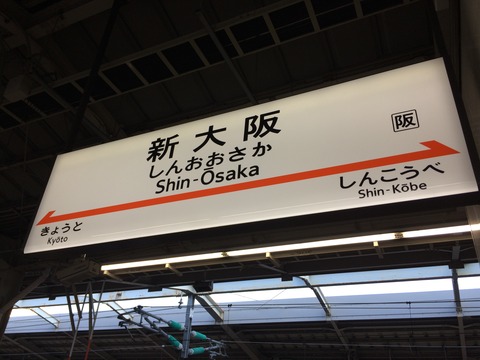 新大阪
しんおおさか
Shin-Ōsaka
阪
きょうと
Kyōto
しんこうべ
Shin-Kōbe